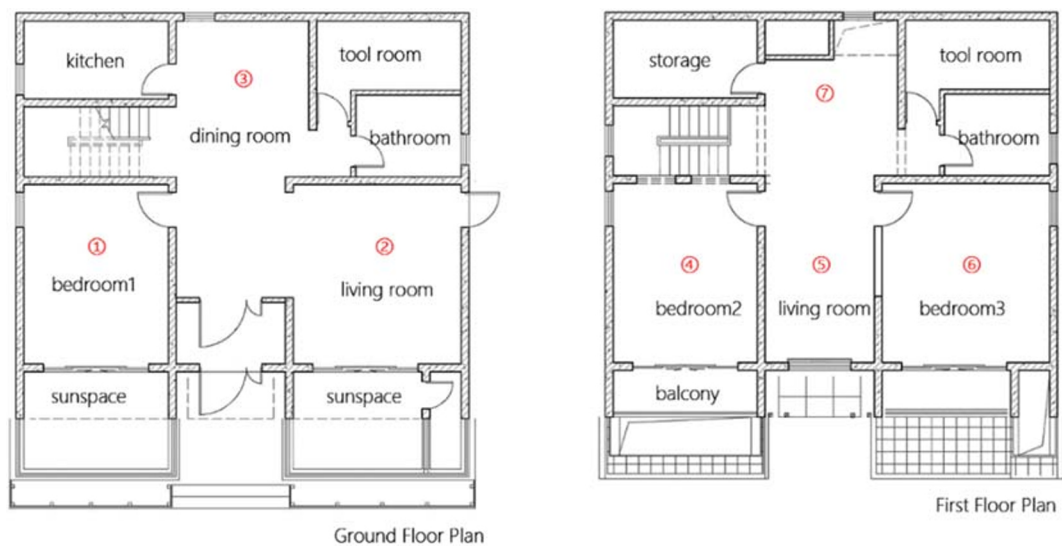 kitchen
③
tool room
dining room
bathroom
①
②
bedroom1
living room
sunspace
sunspace
Ground Floor Plan
storage
⑦
tool room
bathroom
④
⑤
⑥
bedroom2
living room
bedroom3
balcony
First Floor Plan